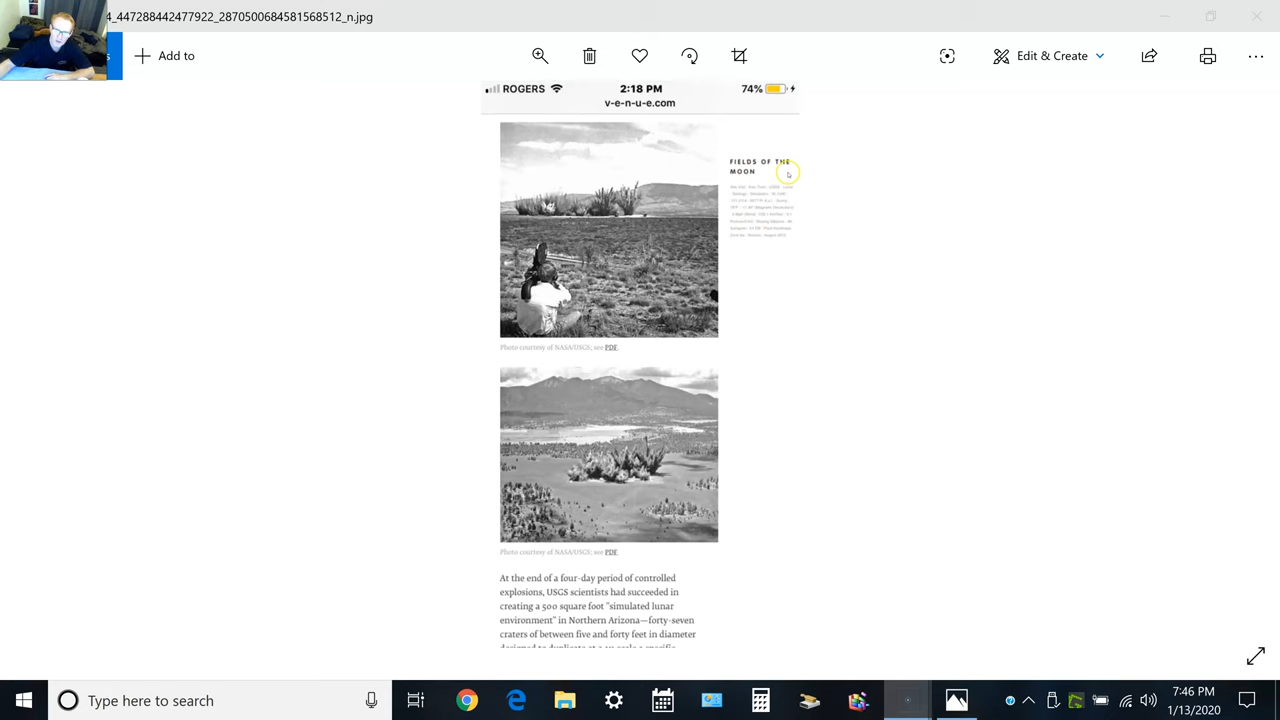 4_447288442477922_2870500684581568512_n.jpg
s
Add to
Edit & Create
ROGERS
2:18 PM
74%
v-e-n-u-e.com
FIELDS OF THE
MOON
Photo courtesy of NASA/USGS; see PDF.
Photo courtesy of NASA/USGS; see PDF.
At the end of a four-day period of controlled
explosions, USGS scientists had succeeded in
creating a 500 square foot "simulated lunar
environment" in Northern Arizona—forty-seven
craters of between five and forty feet in diameter
Type here to search
7:46 PM
1/13/2020